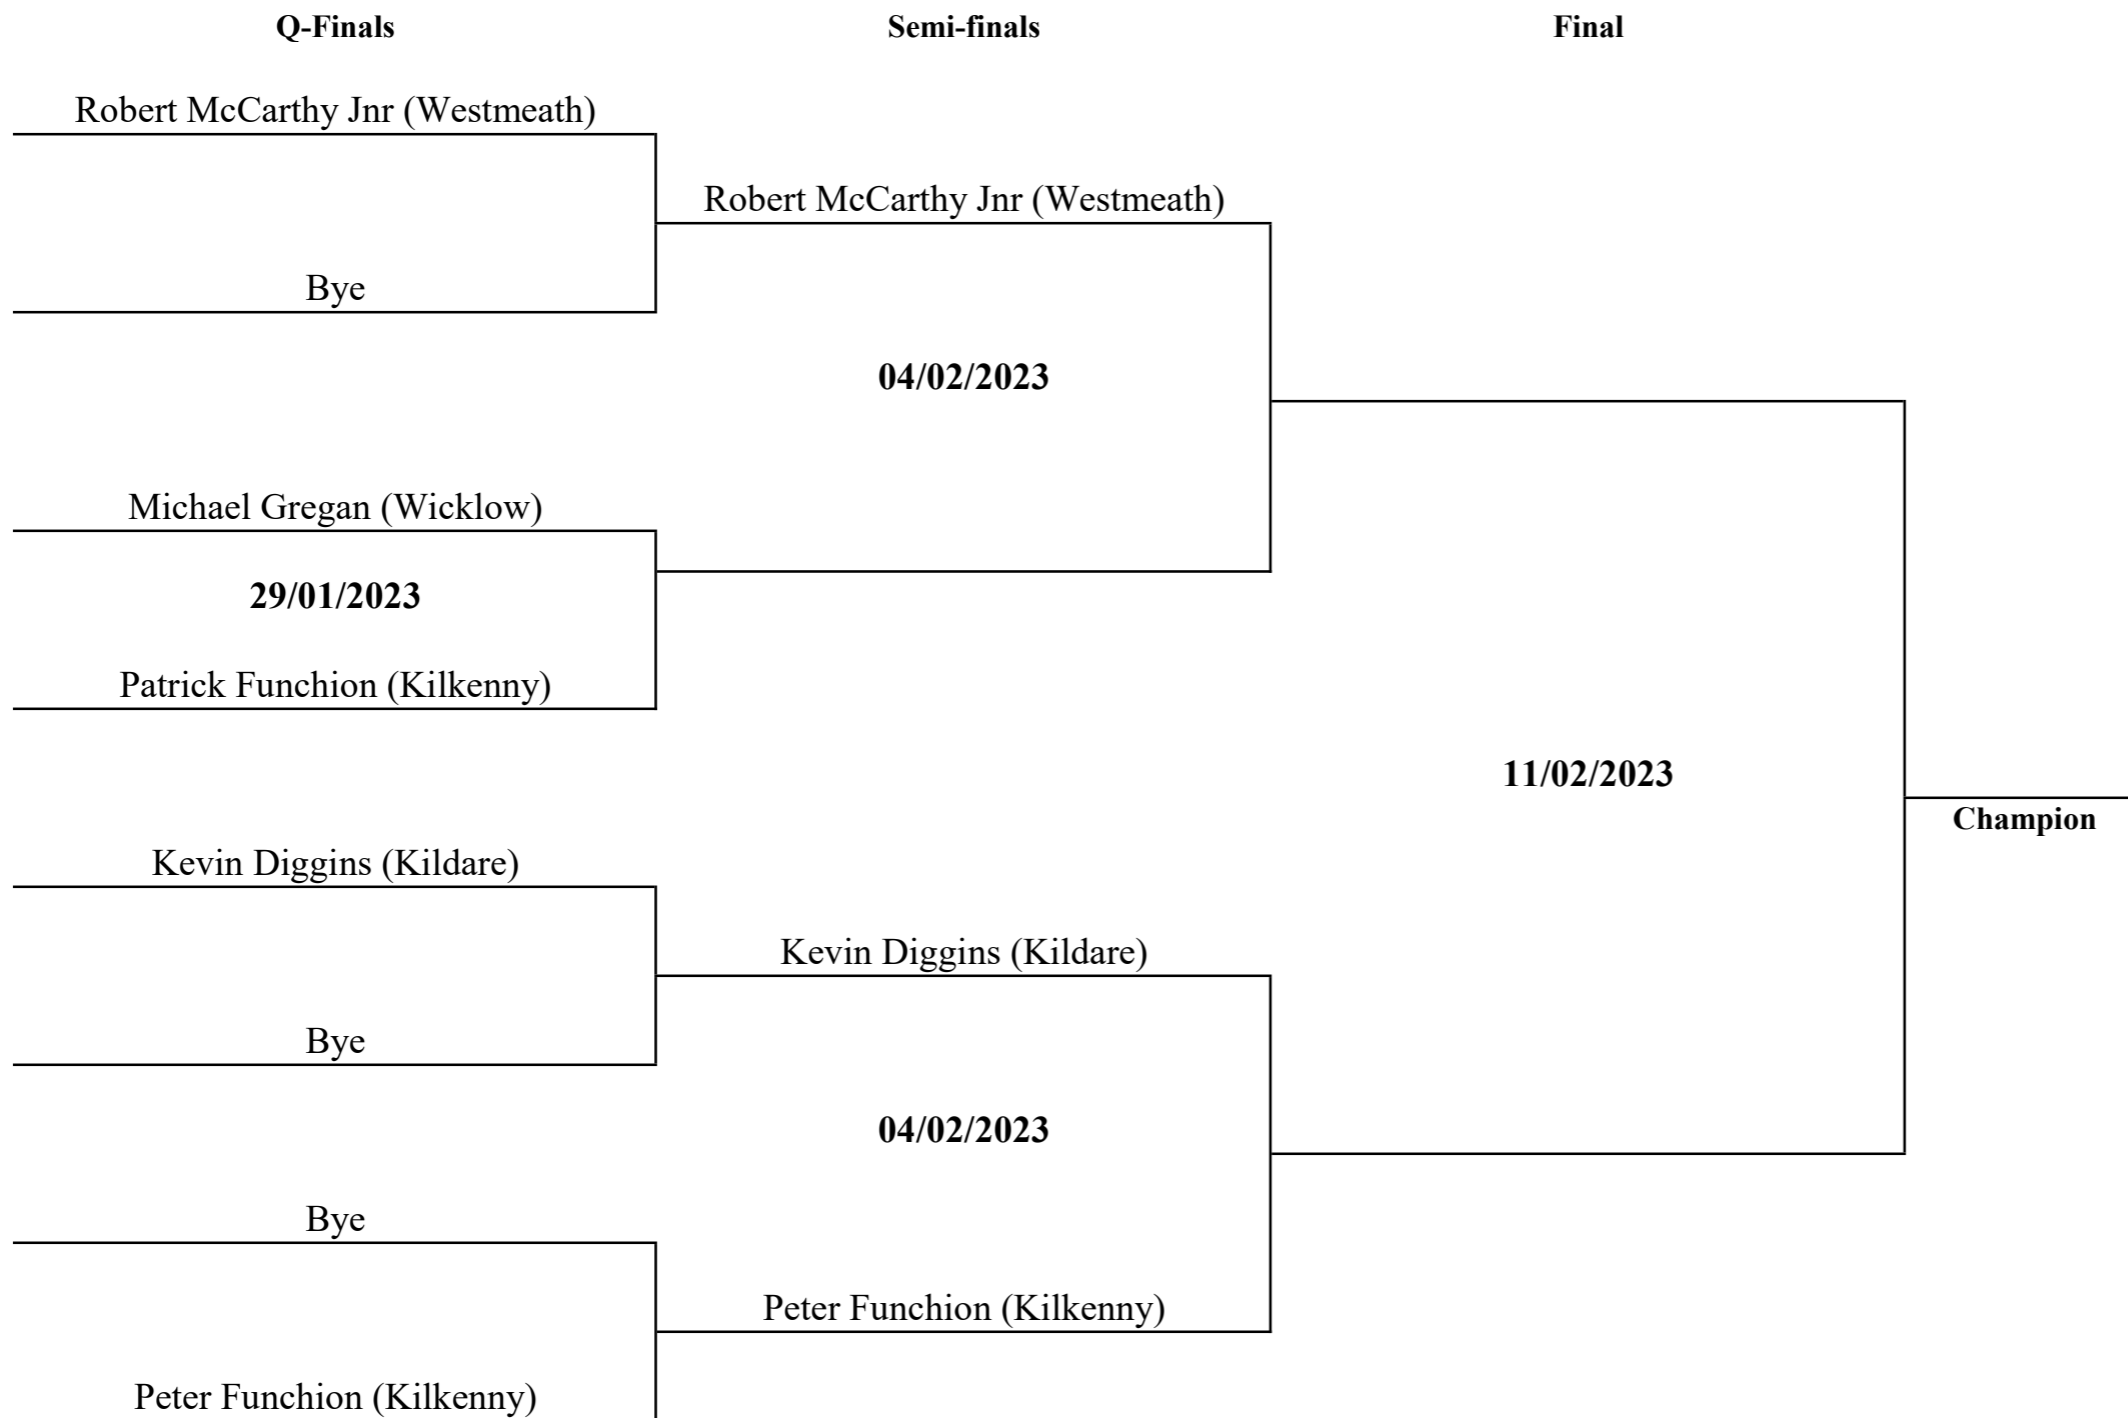 Q-Finals Semi-finals Final
Robert McCarthy Jnr (Westmeath)
Robert McCarthy Jnr (Westmeath)
Bye
04/02/2023
Michael Gregan (Wicklow)
29/01/2023
Patrick Funchion (Kilkenny)
11/02/2023
Champion
Kevin Diggins (Kildare)
Kevin Diggins (Kildare)
Bye
04/02/2023
Bye
Peter Funchion (Kilkenny)
Peter Funchion (Kilkenny)